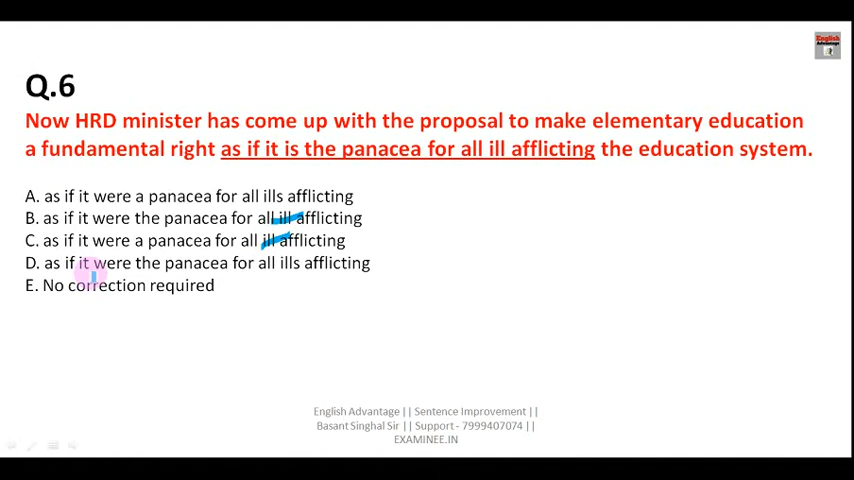 English
Advantage
Q.6
Now HRD minister has come up with the proposal to make elementary education
a fundamental right as if it is the panacea for all ill afflicting the education system.
A. as if it were a panacea for all ills afflicting
B. as if it were the panacea for all ill afflicting
C. as if it were a panacea for all ill afflicting
D. as if it were the panacea for all ills afflicting
E. No correction required
English Advantage || Sentence Improvement ||
Basant Singhal Sir || Support - 7999407074 ||
EXAMINEE.IN